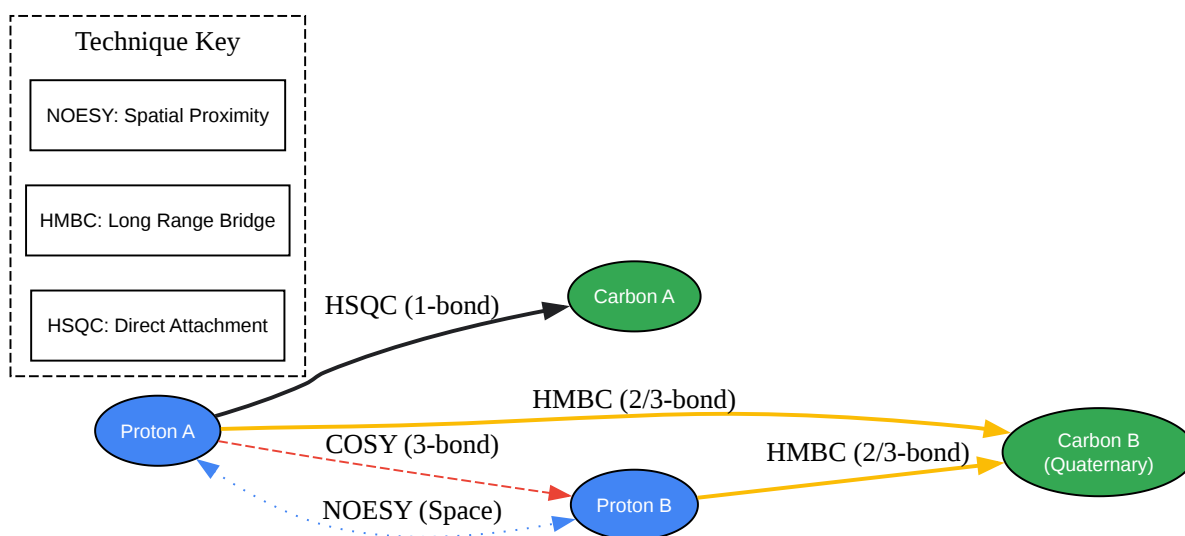 Technique Key
NOESY: Spatial Proximity
HMBC: Long Range Bridge
HSQC: Direct Attachment
HSQC (1-bond)
Carbon A
Proton A
HMBC (2/3-bond)
COSY (3-bond)
HMBC (2/3-bond)
Carbon B
(Quaternary)
NOESY (Space)
Proton B